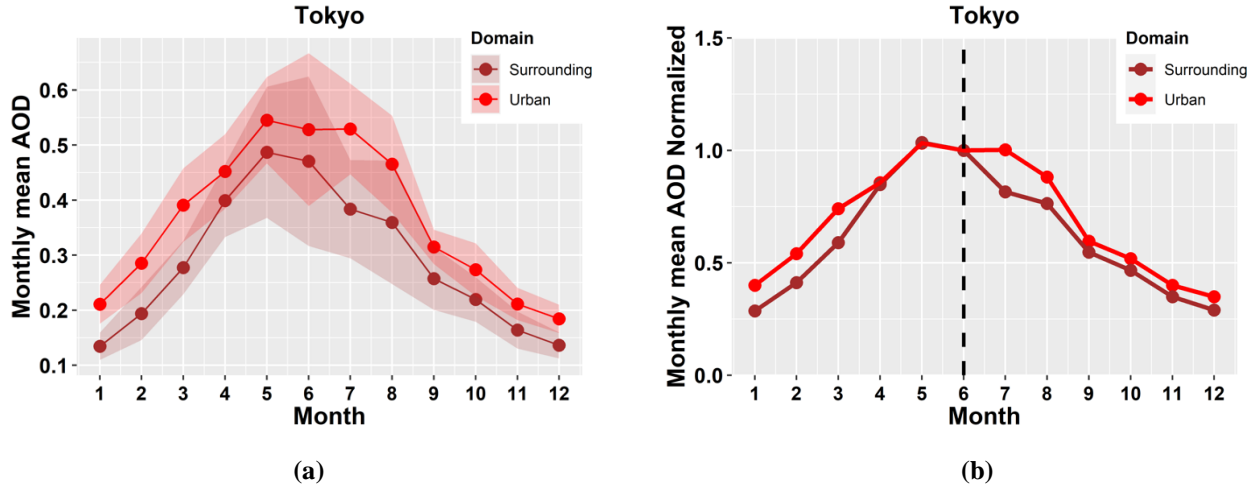 Tokyo
Monthly mean AOD
0.6
0.5
0.4
0.3
0.2
0.1
Domain
Surrounding
Urban
1 2 3 4 5 6 7 8 9 10 11 12
Month
(a)
Tokyo
Monthly mean AOD Normalized
1.5
1.0
0.5
0.0
Domain
Surrounding
Urban
1 2 3 4 5 6 7 8 9 10 11 12
Month
(b)